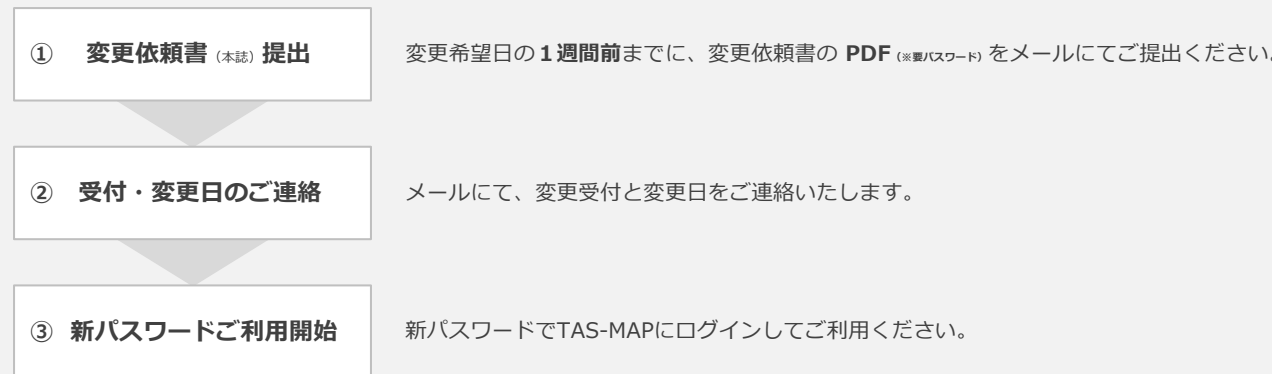 ① 変更依頼書（本誌）提出
変更希望日の１週間前までに、変更依頼書の PDF（※要パスワード）をメールにてご提出ください。
② 受付・変更日のご連絡
メールにて、変更受付と変更日をご連絡いたします。
③ 新パスワードご利用開始
新パスワードでTAS-MAPにログインしてご利用ください。